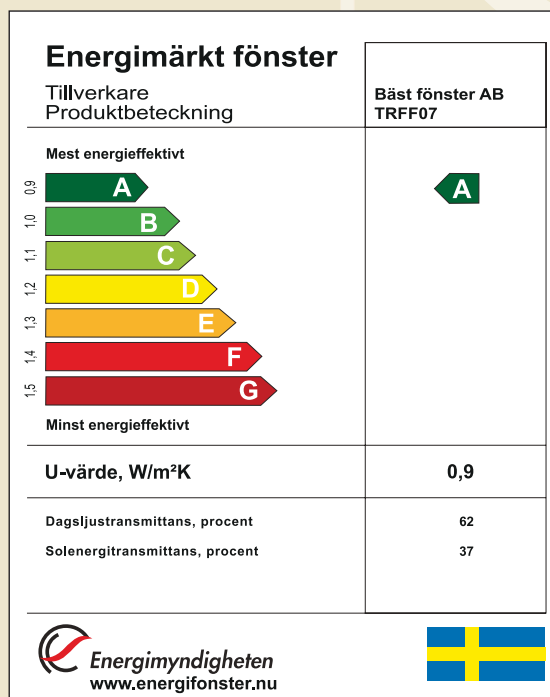 Energimärkt fönster
Tillverkare
Produktbeteckning
Bäst fönster AB
TRFF07
Mest energieffektivt
0,9 A A
1,0 B
1,1 C
1,2 D
1,3 E
1,4 F
1,5 G
Minst energieffektivt
U-värde, W/m²K 0,9
Dagsljustransmittans, procent 62
Solenergitransmittans, procent 37
Energimyndigheten
www.energifonster.nu